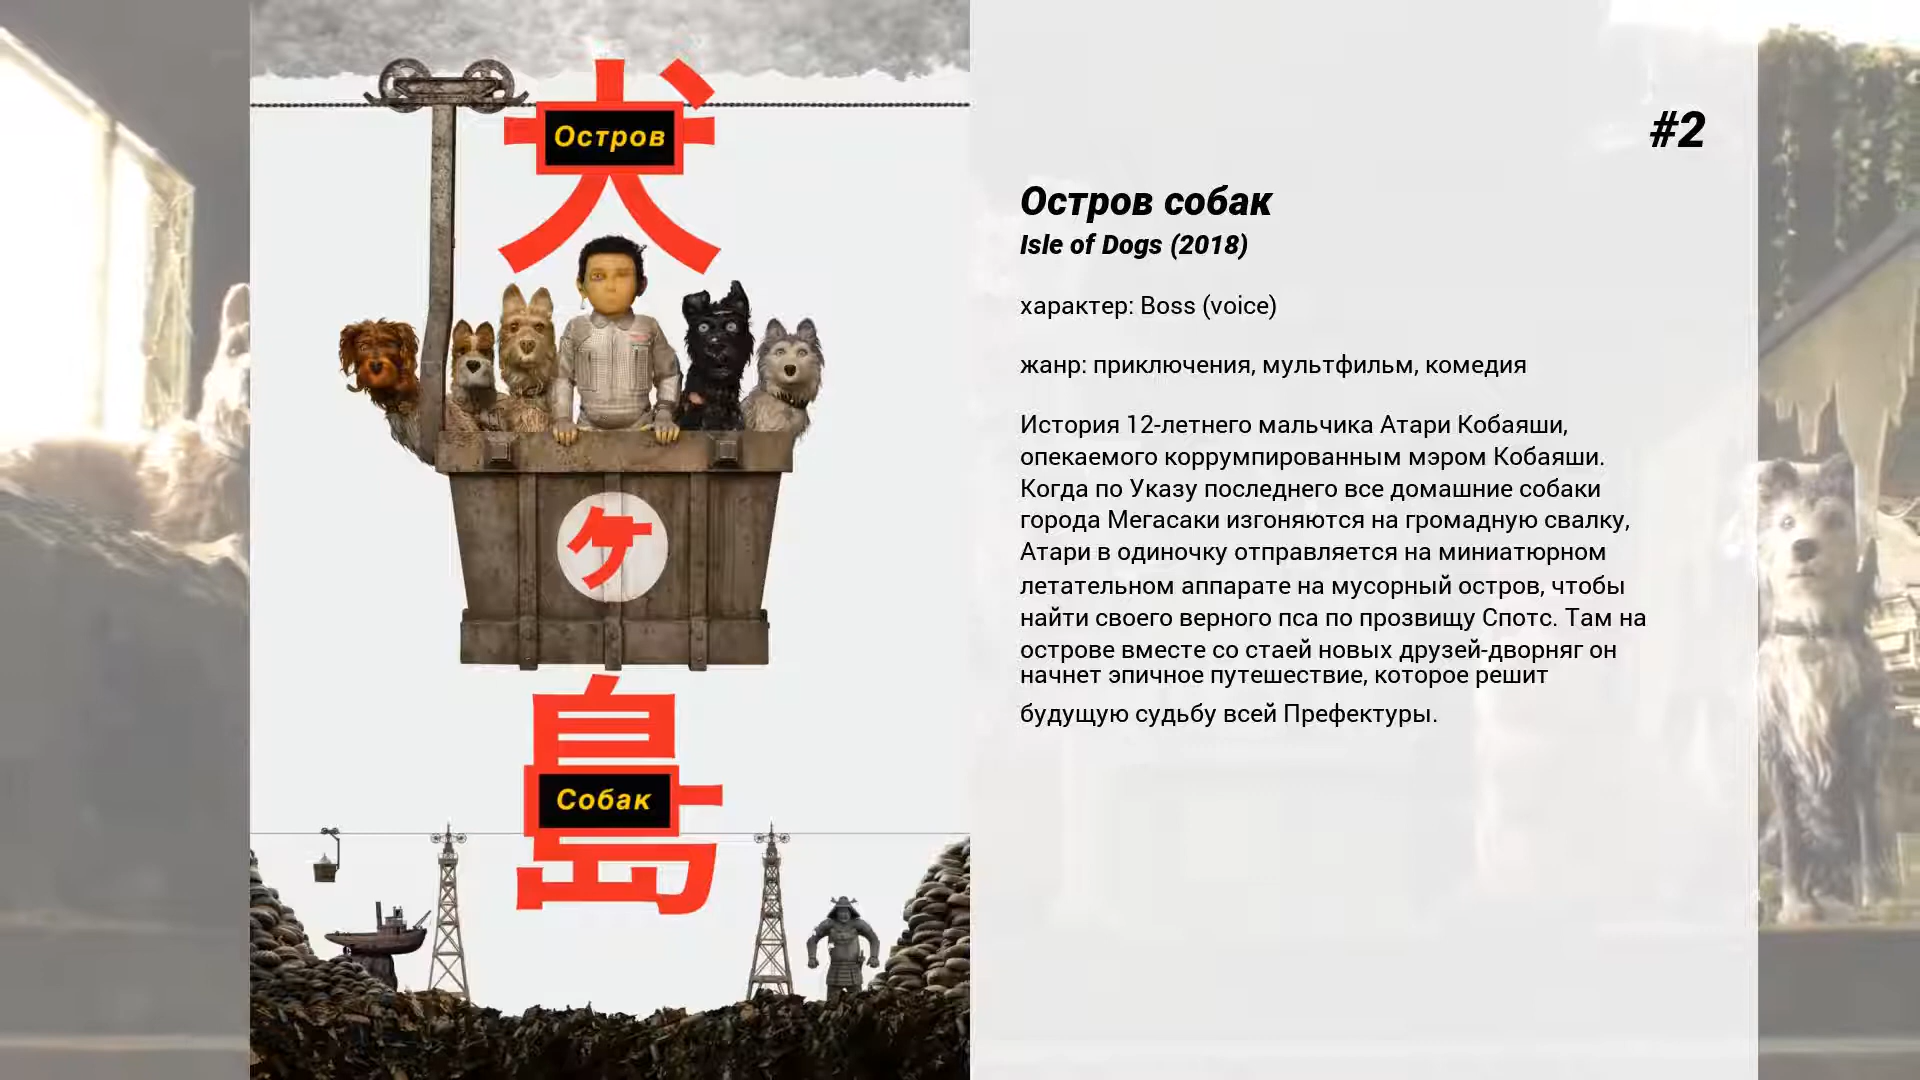 犬
Остров
ケ
島
Собак
#2
Остров собак
Isle of Dogs (2018)
характер: Boss (voice)
жанр: приключения, мультфильм, комедия
История 12-летнего мальчика Атари Кобаяши,
опекаемого коррумпированным мэром Кобаяши.
Когда по Указу последнего все домашние собаки
города Мегасаки изгоняются на громадную свалку,
Атари в одиночку отправляется на миниатюрном
летательном аппарате на мусорный остров, чтобы
найти своего верного пса по прозвищу Спотс. Там на
острове вместе со стаей новых друзей-дворняг он
начнет эпичное путешествие, которое решит
будущую судьбу всей Префектуры.